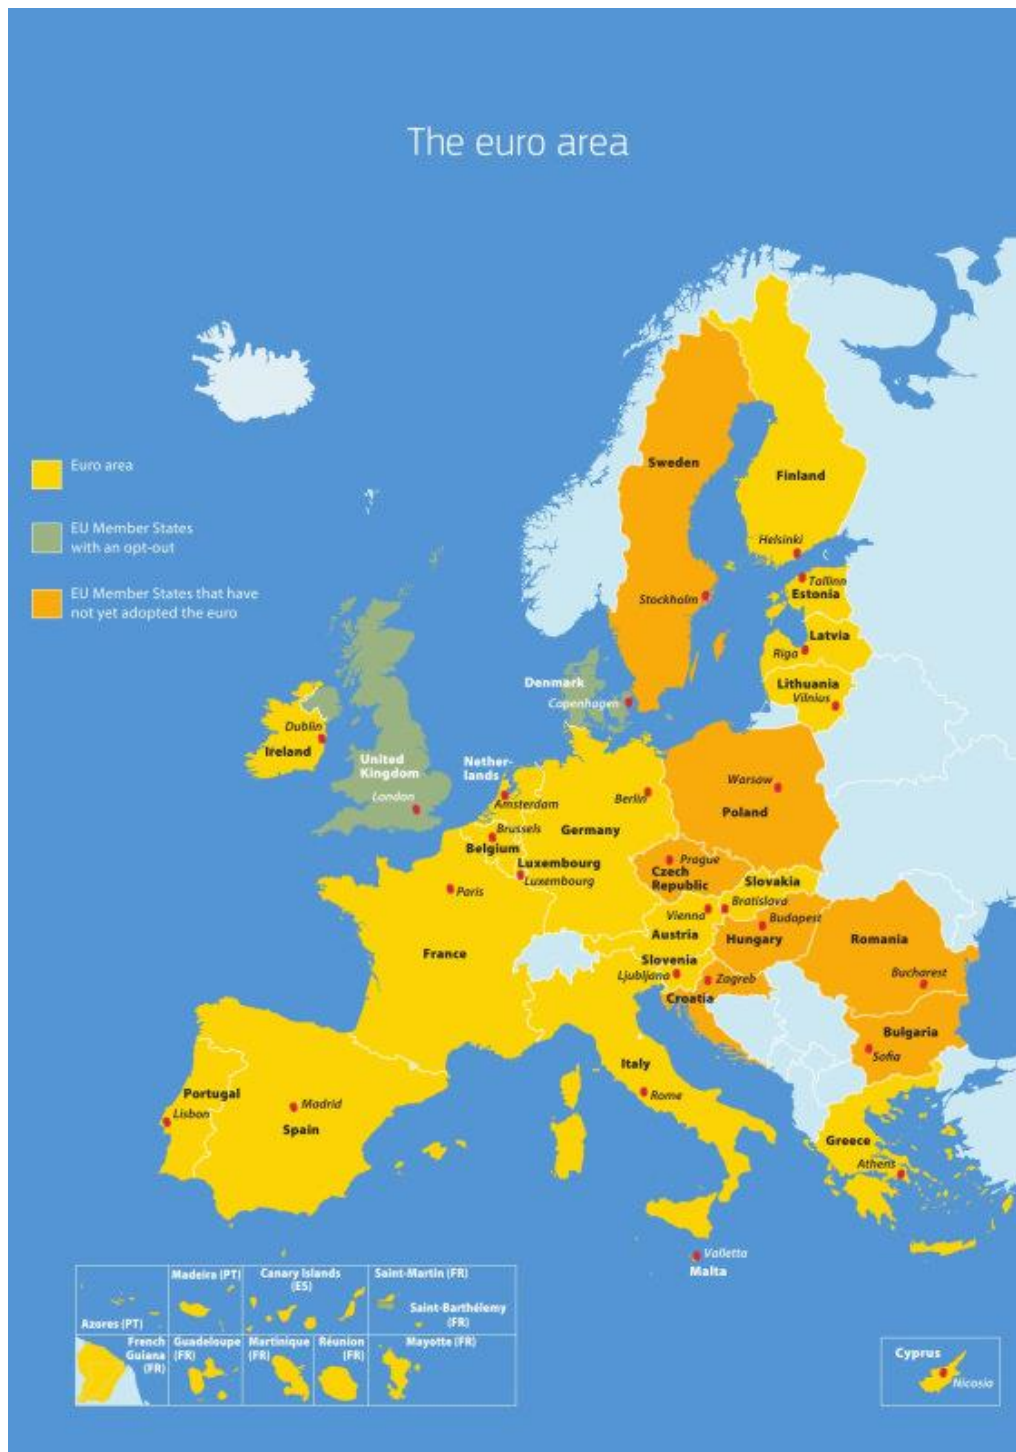 The euro area
Euro area
EU Member States
with an opt-out
EU Member States that have
not yet adopted the euro
Sweden
Finland
Helsinki
Tallinn
Estonia
Stockholm
Latvia
Riga
Lithuania
Vilnius
Denmark
Copenhagen
Dublin
Ireland
United
Kingdom
London
Nether-
lands
Amsterdam
Berlin
Warsaw
Poland
Brussels
Belgium
Germany
Luxembourg
Luxembourg
Prague
Czech
Republic
Slovakia
Bratislava
Paris
Vienna
Budapest
Austria
Hungary
Romania
France
Slovenia
Ljubljana
Zagreb
Croatia
Bucharest
Bulgaria
Sofia
Italy
Rome
Portugal
Lisbon
Madrid
Spain
Greece
Athens
Valletta
Malta
Azores (PT)
Madeira (PT)
Canary Islands
(ES)
Saint-Martin (FR)
Saint-Barthélemy
(FR)
French
Guiana
(FR)
Guadeloupe
(FR)
Martinique
(FR)
Réunion
(FR)
Mayotte (FR)
Cyprus
Nicosia